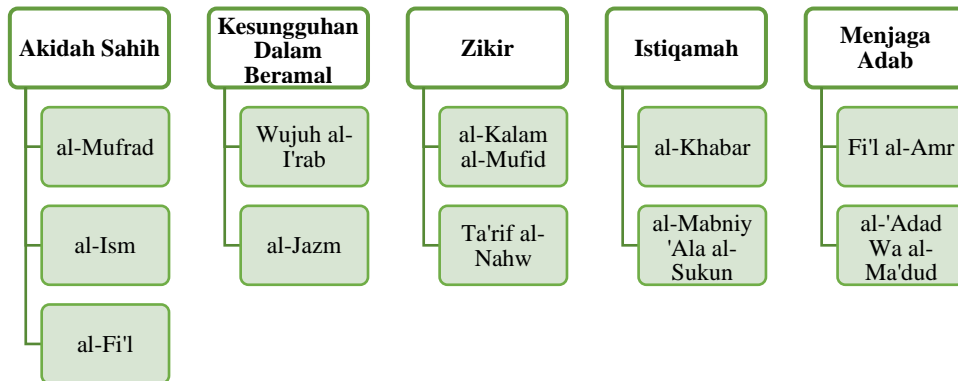 Akidah Sahih
al-Mufrad
al-Ism
al-Fi'l
Kesungguhan
Dalam
Beramal
Wujuh al-
I'rab
al-Jazm
Zikir
al-Kalam
al-Mufid
Ta'rif al-
Nahw
Istiqamah
al-Khabar
al-Mabniy
'Ala al-
Sukun
Menjaga
Adab
Fi'l al-Amr
al-'Adad
Wa al-
Ma'dud